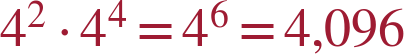 4² · 4⁴ = 4⁶ = 4,096